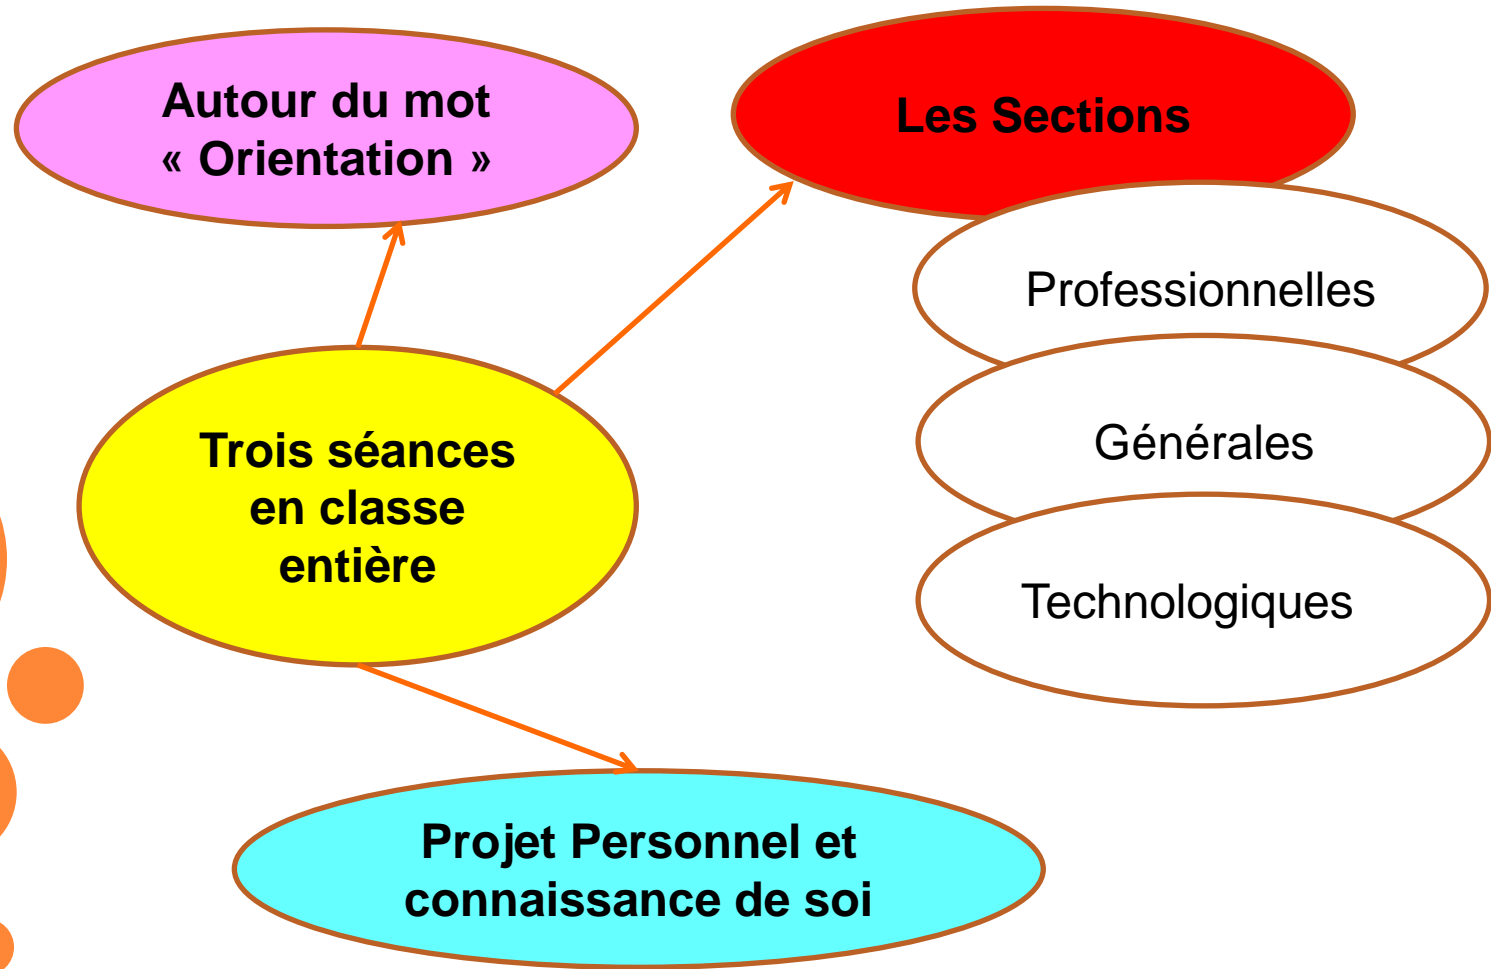 Autour du mot
« Orientation »
Les Sections
Professionnelles
Générales
Technologiques
Trois séances
en classe
entière
Projet Personnel et
connaissance de soi